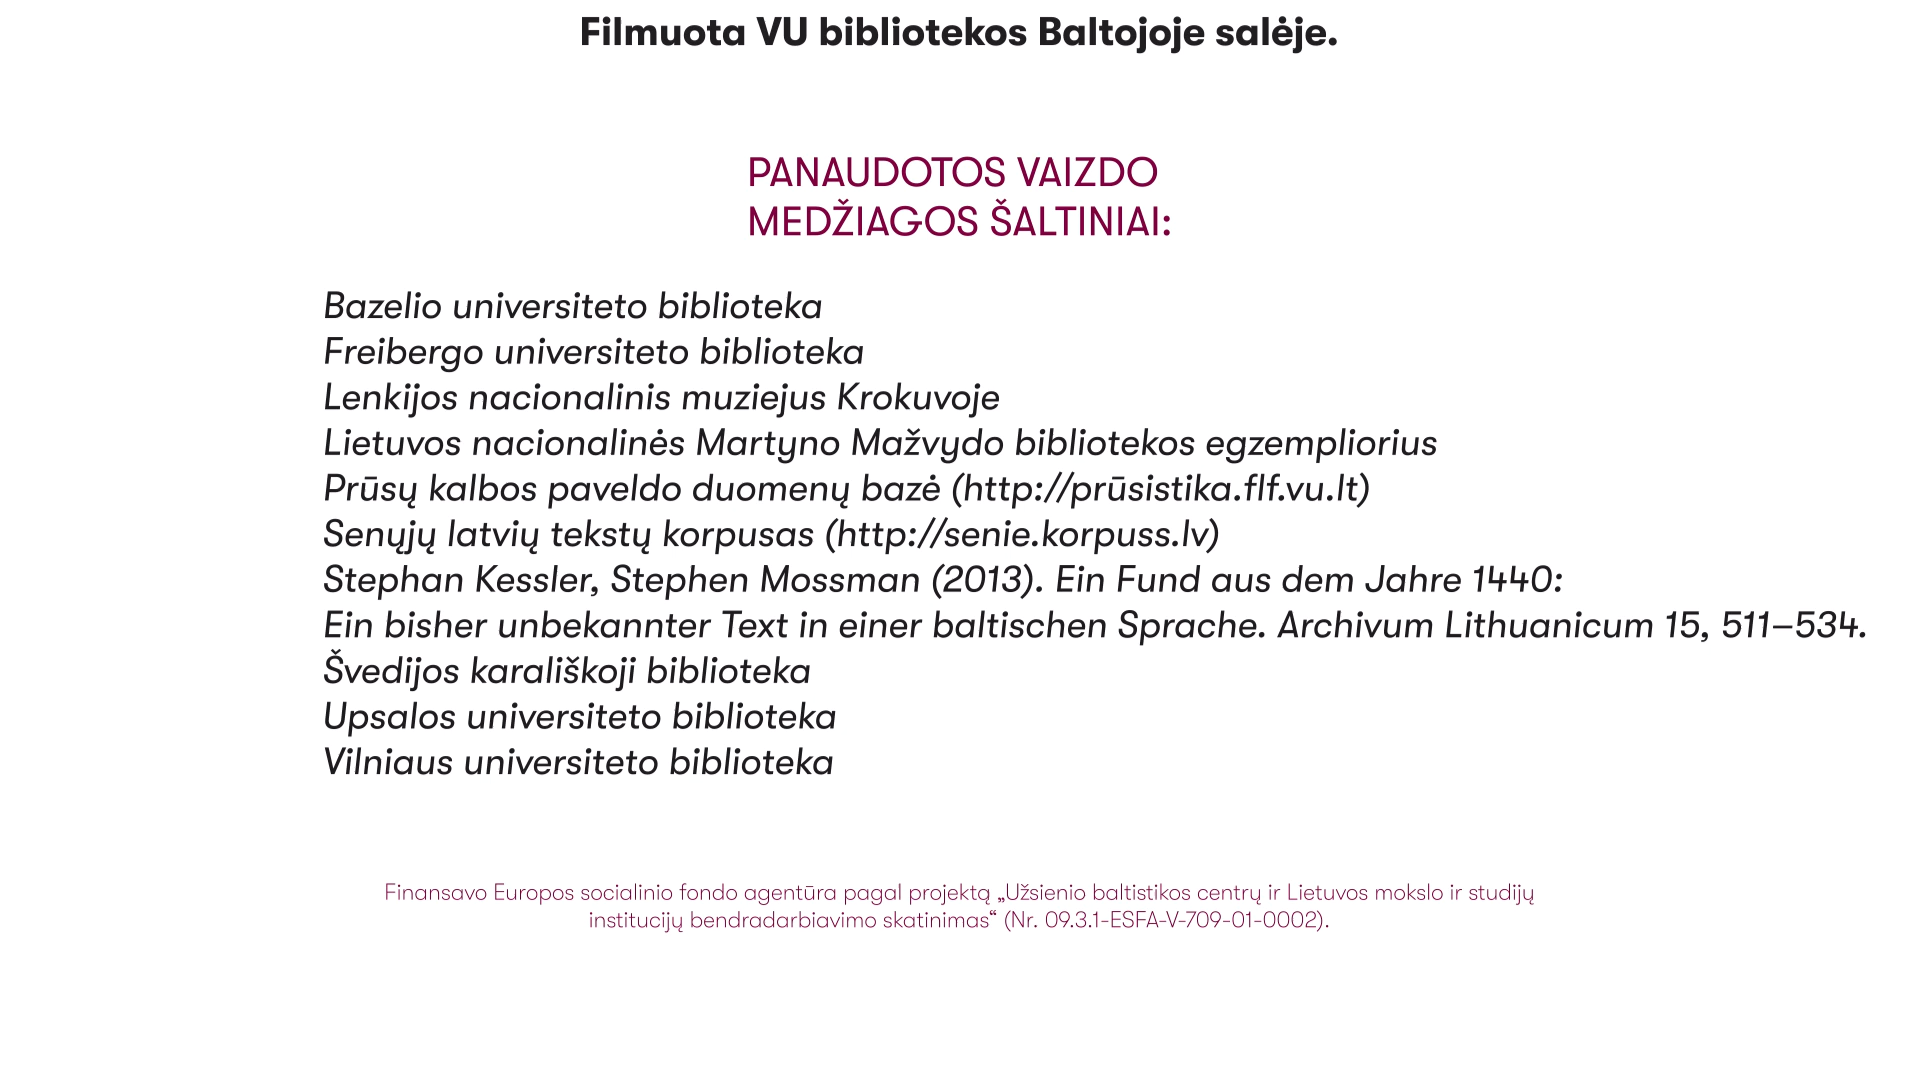 Filmuota VU bibliotekos Baltojoje salėje.
PANAUDOTOS VAIZDO
MEDŽIAGOS ŠALTINIAI:
Bazelio universiteto biblioteka
Freibergo universiteto biblioteka
Lenkijos nacionalinis muziejus Krokuvoje
Lietuvos nacionalinės Martyno Mažvydo bibliotekos egzempliorius
Prūsų kalbos paveldo duomenų bazė (http://prūsistika.flf.vu.lt)
Senųjų latvių tekstų korpusas (http://senie.korpuss.lv)
Stephan Kessler, Stephen Mossman (2013). Ein Fund aus dem Jahre 1440:
Ein bisher unbekannter Text in einer baltischen Sprache. Archivum Lithuanicum 15, 511–534.
Švedijos karališkoji biblioteka
Upsalos universiteto biblioteka
Vilniaus universiteto biblioteka
Finansavo Europos socialinio fondo agentūra pagal projektą „Užsienio baltistikos centrų ir Lietuvos mokslo ir studijų
institucijų bendradarbiavimo skatinimas“ (Nr. 09.3.1-ESFA-V-709-01-0002).